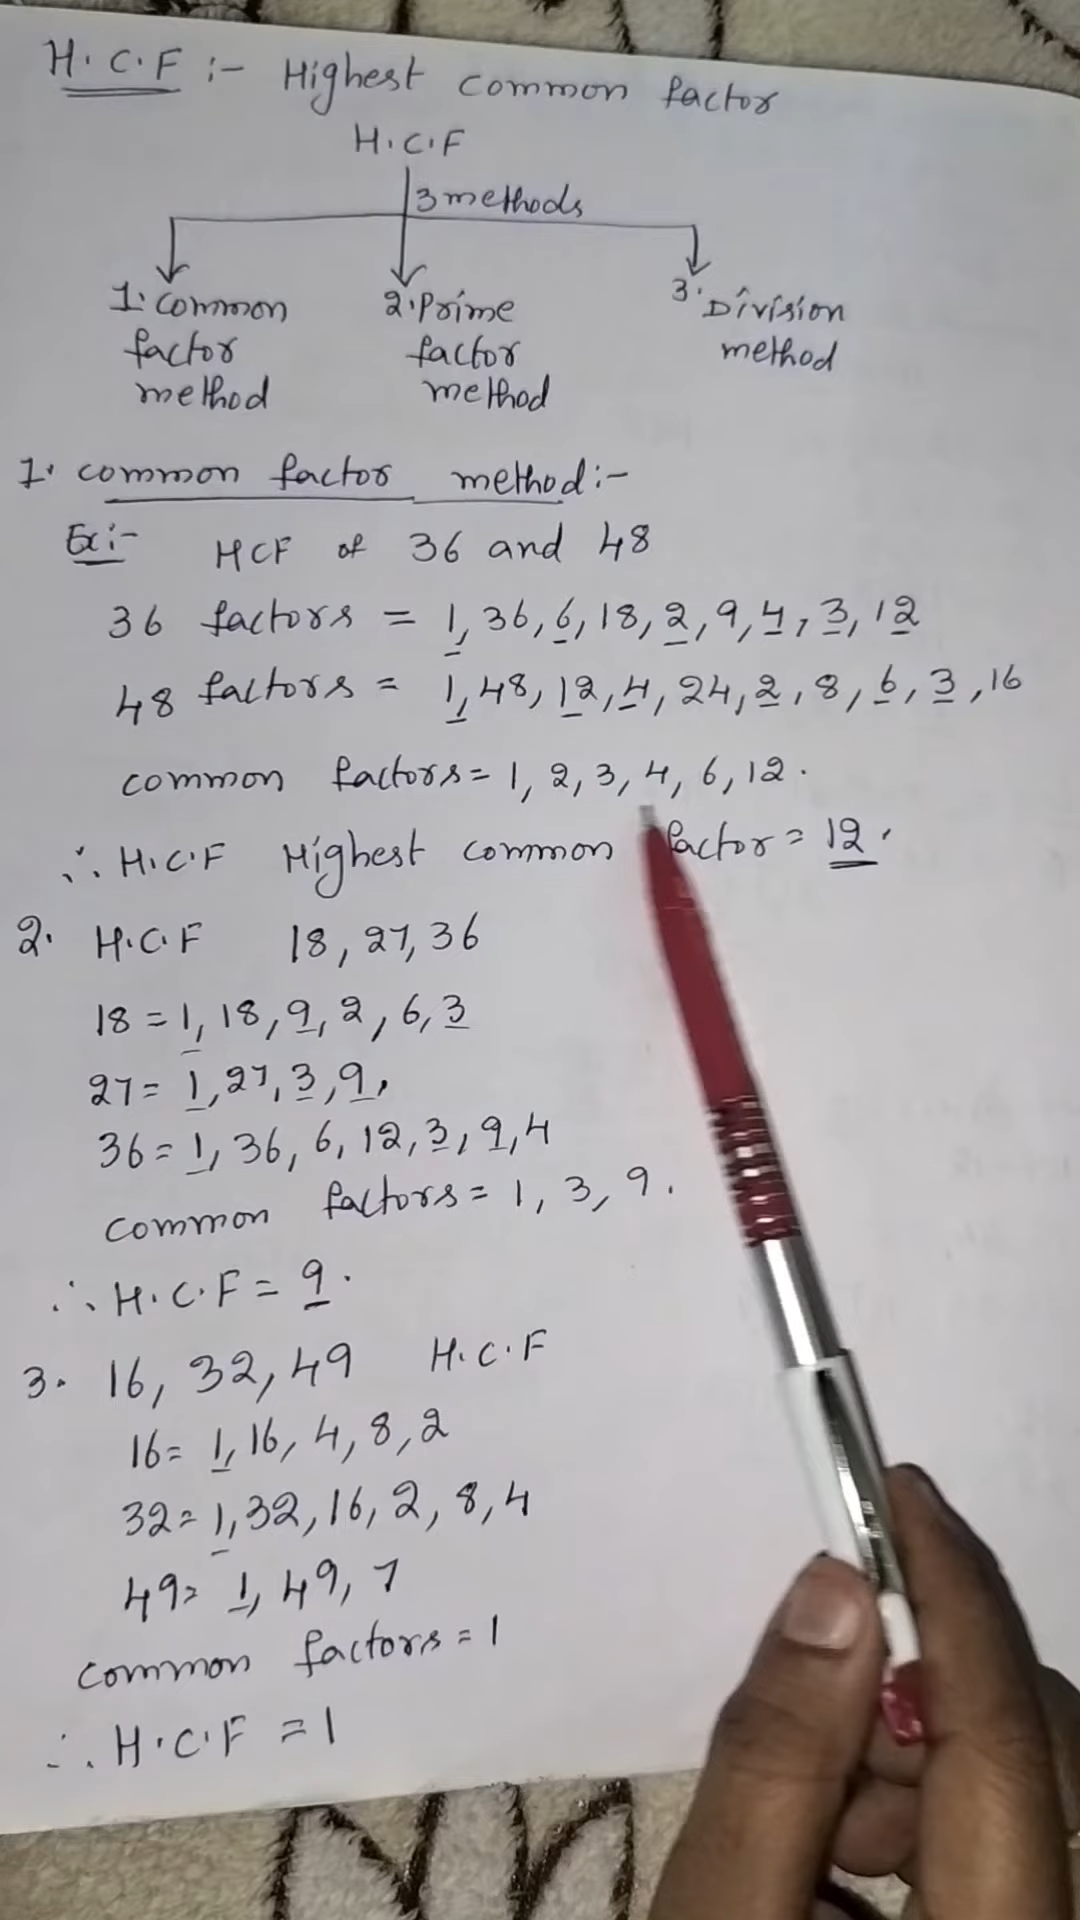 H.C.F :- Highest common factor
H.C.F
3 methods
1. common factor method
2. Prime factor method
3. Division method
1. common factor method :-
Ex :- HCF of 36 and 48
36 factors = 1, 36, 6, 18, 2, 9, 4, 3, 12
48 factors = 1, 48, 12, 4, 24, 2, 8, 6, 3, 16
common factors = 1, 2, 3, 4, 6, 12.
∴ H.C.F Highest common factor = 12.
2. H.C.F 18, 27, 36
18 = 1, 18, 9, 2, 6, 3
27 = 1, 27, 3, 9,
36 = 1, 36, 6, 12, 3, 9, 4
common factors = 1, 3, 9.
∴ H.C.F = 9.
3. 16, 32, 49 H.C.F
16 = 1, 16, 4, 8, 2
32 = 1, 32, 16, 2, 8, 4
49 = 1, 49, 7
common factors = 1
∴ H.C.F = 1